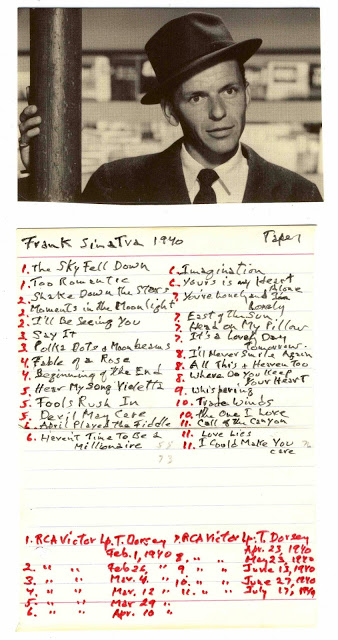 Frank Sinatra 1940
Tape 1
1. The Sky Fell Down
1. Too Romantic
2. Shake Down the Stars
2. Moments in the Moonlight
2. I'll Be Seeing You
3. Say It
3 Polka Dots & Moonbeams
4. Fable of a Rose
4. Beginning of the End
5. Hear My Song Violetta
5. Fools Rush In
5. Devil May Care
6. April Played the Fiddle
6. Haven't Time To Be a
Millionaire
6. Imagination
6. Yours is my Heart
Alone
7. You're Lonely and I'm
Lonely
7. East of the Sun
7. Head on My Pillow
7. It's a Lovely Day
Tomorrow
8. I'll Never Smile Again
8. All This & Heaven Too
8. Where Do You Keep
Your Heart
9. Whispering
10. Trade Winds
10. The One I Love
11. Call of the Canyon
11. Love Lies
11. I Could Make You
care
1. RCA Victor Lp. T. Dorsey
Feb. 1, 1940
2. " " Feb 26, "
3. " " Mar. 4, "
4. " " Mar. 12 "
5. " " Mar 29 "
6. " " Apr. 10 "
7. RCA Victor Lp. T. Dorsey
Apr. 23, 1940
8. " " May 23, 1940
9 " " June 13, 1940
10. " " June 27, 1940
11. " " July 17, 1940